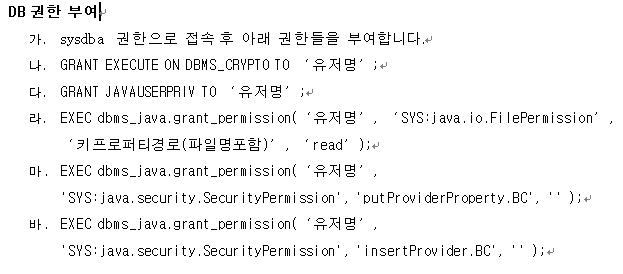 DB 권한 부여
가. sysdba 권한으로 접속 후 아래 권한들을 부여합니다.
나. GRANT EXECUTE ON DBMS_CRYPTO TO ‘유저명’ ;
다. GRANT JAVAUSERPRIV TO ‘유저명’ ;
라. EXEC dbms_java.grant_permission( ‘유저명’ , ‘SYS:java.io.FilePermission’ ,
‘키프로퍼티경로(파일명포함)’ , ‘read’ );
마. EXEC dbms_java.grant_permission( ‘유저명’ ,
'SYS:java.security.SecurityPermission', 'putProviderProperty.BC', '' );
바. EXEC dbms_java.grant_permission( ‘유저명’ ,
'SYS:java.security.SecurityPermission', 'insertProvider.BC', '' );